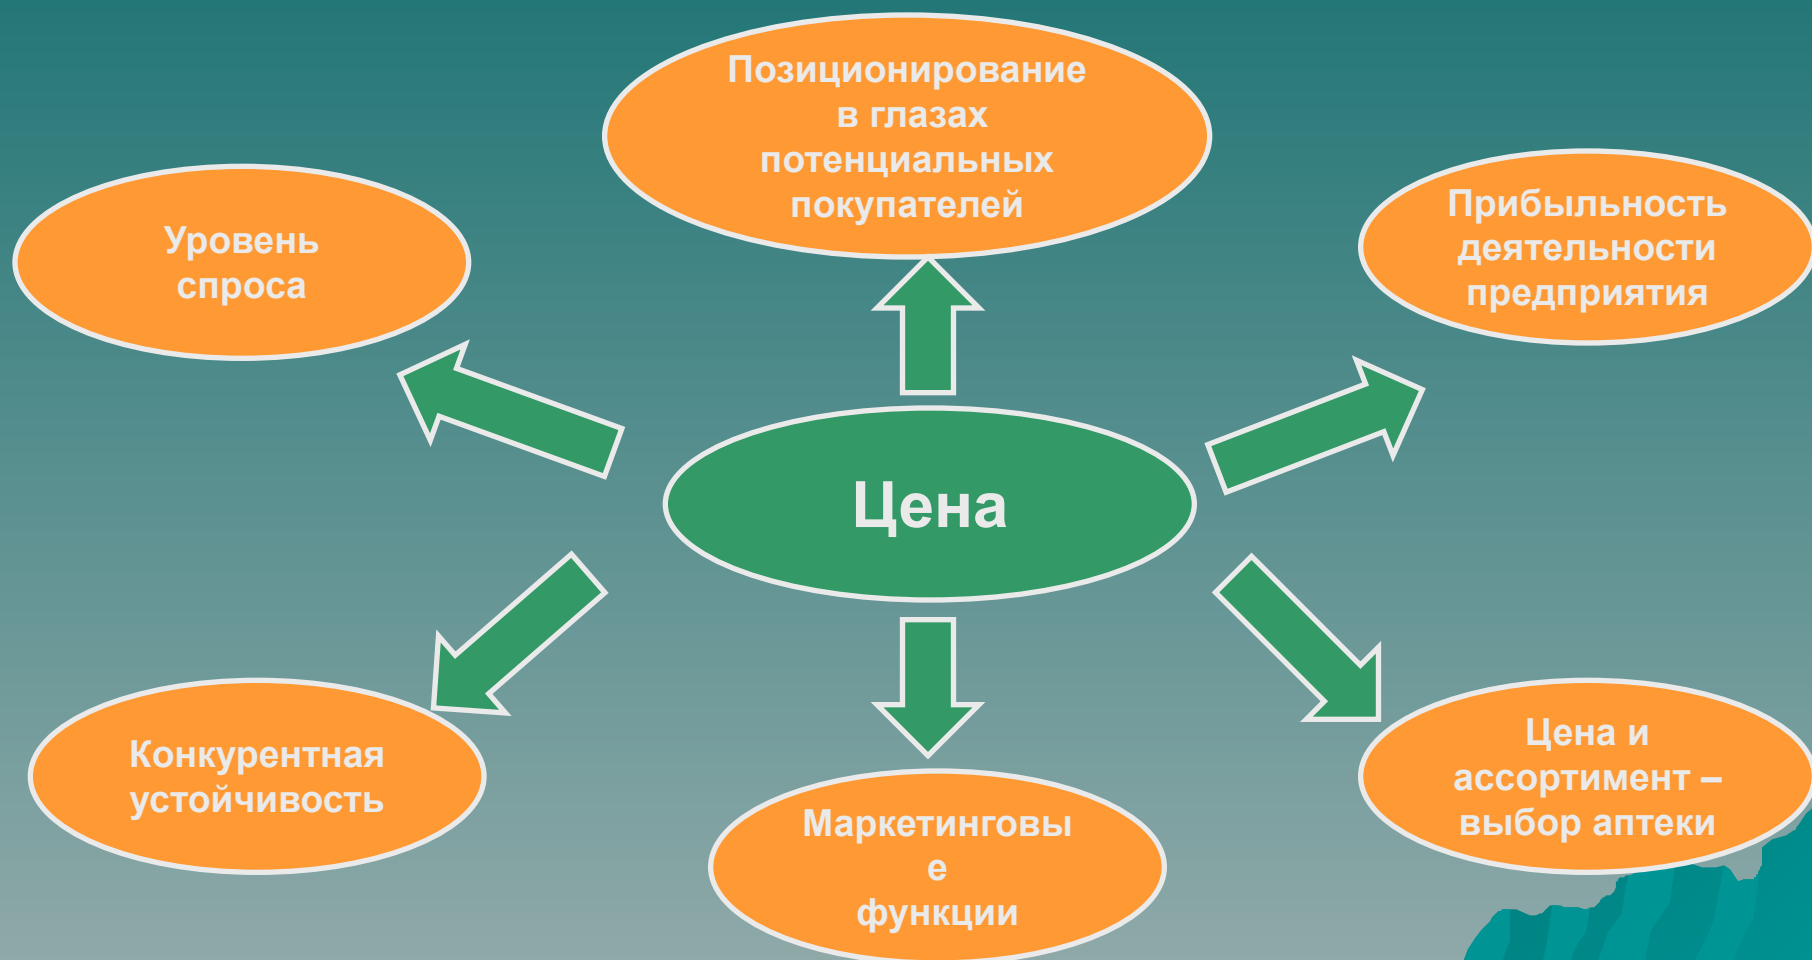 Позиционирование
в глазах
потенциальных
покупателей
Уровень
спроса
Прибыльность
деятельности
предприятия
Цена
Конкурентная
устойчивость
Маркетинговы
е
функции
Цена и
ассортимент –
выбор аптеки